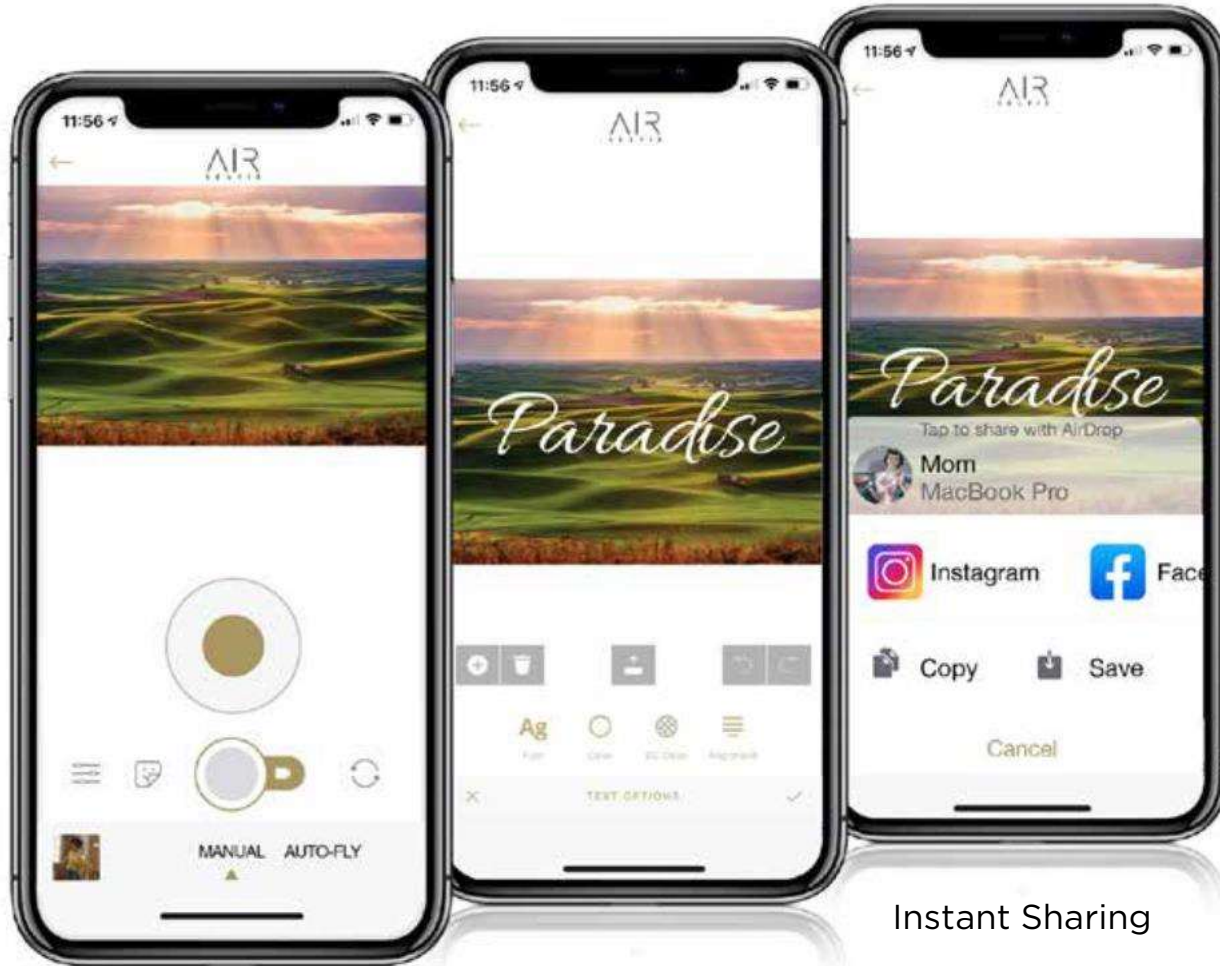 11:56
AIR
MANUAL AUTO-FLY
11:56
AIR
Paradise
Ag
TEXT OPTIONS
11:56
AIR
Paradise
Tap to share with AirDrop
Mom
MacBook Pro
Instagram
Face
Copy
Save
Cancel
Instant Sharing